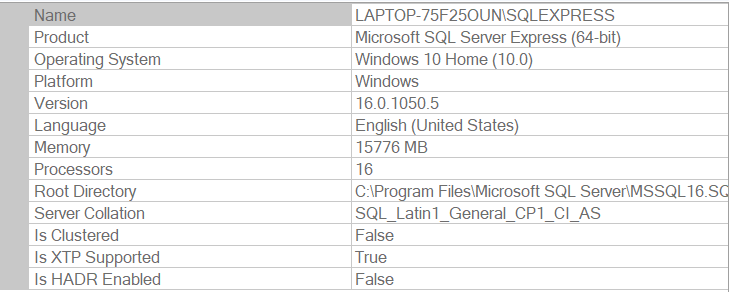 Name LAPTOP-75F25OUN\SQLEXPRESS
Product Microsoft SQL Server Express (64-bit)
Operating System Windows 10 Home (10.0)
Platform Windows
Version 16.0.1050.5
Language English (United States)
Memory 15776 MB
Processors 16
Root Directory C:\Program Files\Microsoft SQL Server\MSSQL16.SQ
Server Collation SQL_Latin1_General_CP1_CI_AS
Is Clustered False
Is XTP Supported True
Is HADR Enabled False